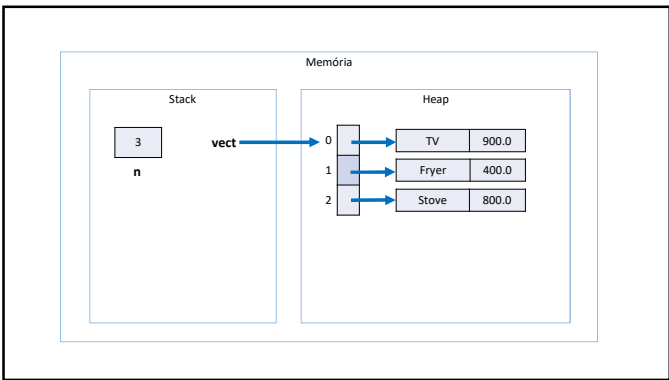 Memória
Stack
Heap
3
n
vect
0
TV 900.0
1
Fryer 400.0
2
Stove 800.0